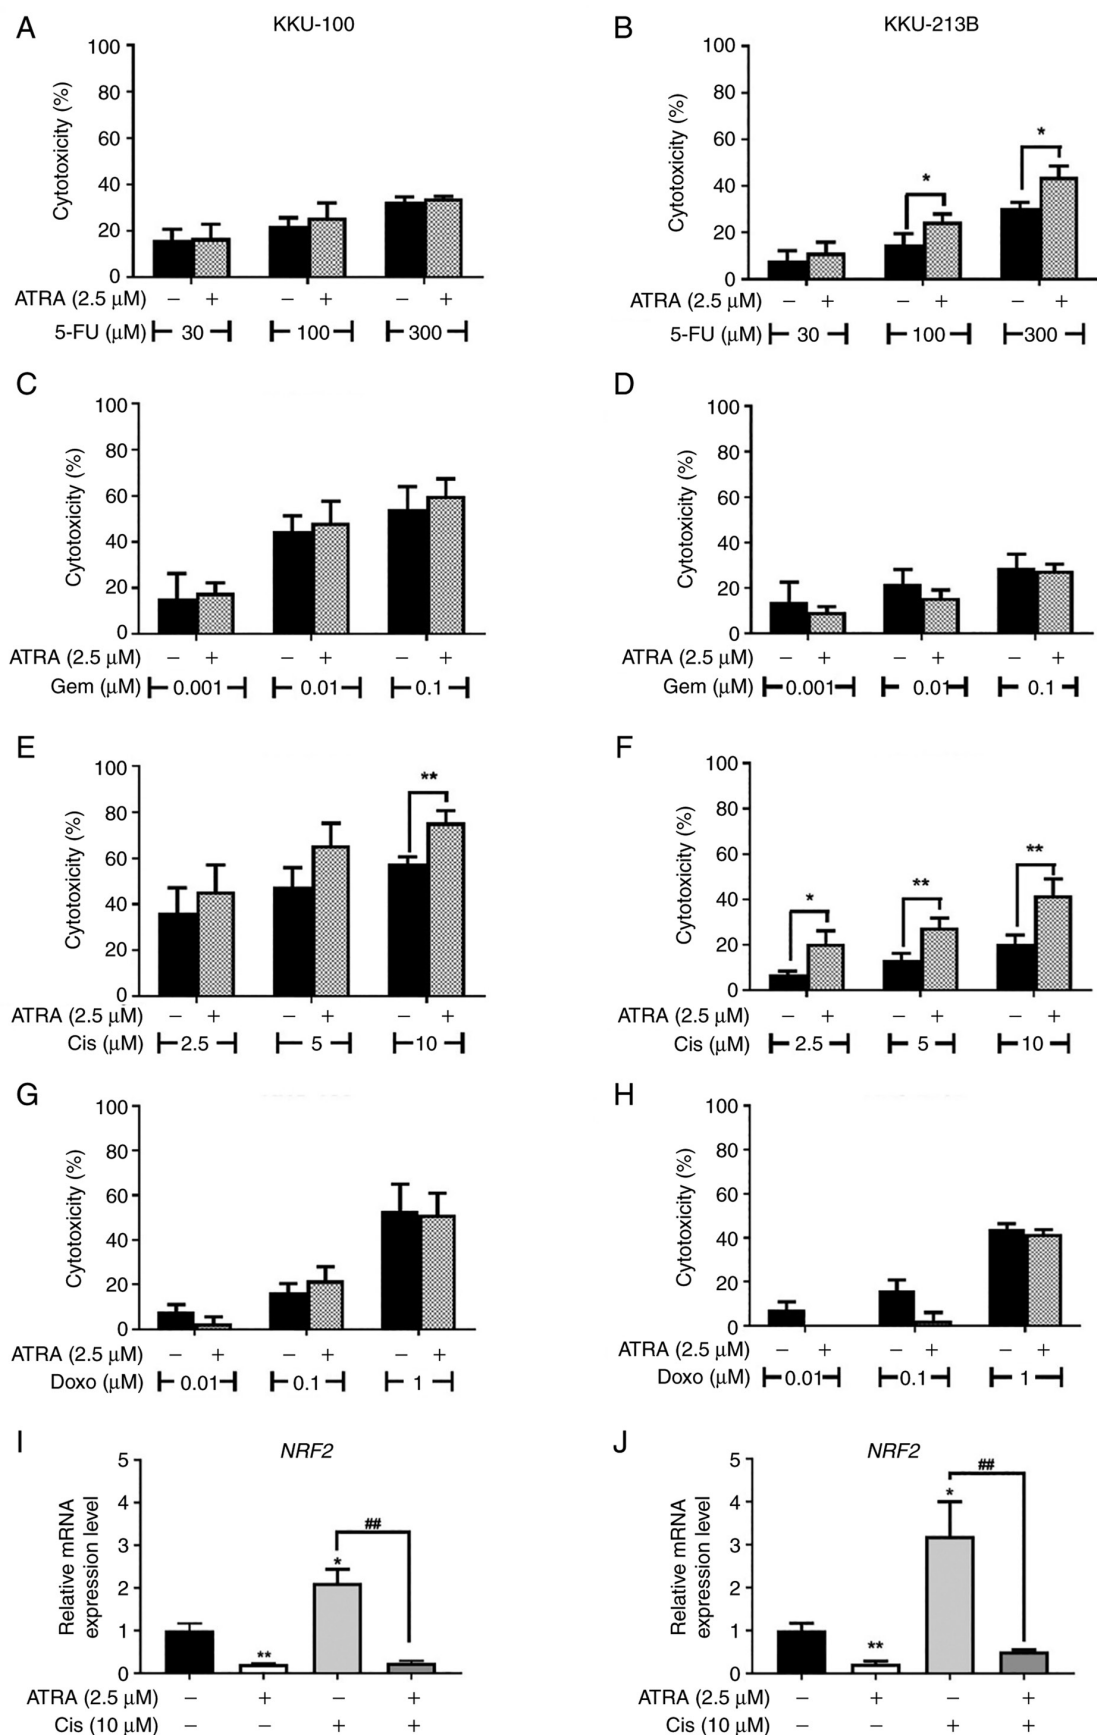 A
KKU-100
100
80
60
40
20
0
Cytotoxicity (%)
ATRA (2.5 μM) – + – + – +
5-FU (μM) 30 100 300
B
KKU-213B
100
80
60
40
20
0
Cytotoxicity (%)
*
*
ATRA (2.5 μM) – + – + – +
5-FU (μM) 30 100 300
C
100
80
60
40
20
0
Cytotoxicity (%)
ATRA (2.5 μM) – + – + – +
Gem (μM) 0.001 0.01 0.1
D
100
80
60
40
20
0
Cytotoxicity (%)
ATRA (2.5 μM) – + – + – +
Gem (μM) 0.001 0.01 0.1
E
100
80
60
40
20
0
Cytotoxicity (%)
**
ATRA (2.5 μM) – + – + – +
Cis (μM) 2.5 5 10
F
100
80
60
40
20
0
Cytotoxicity (%)
*
**
**
ATRA (2.5 μM) – + – + – +
Cis (μM) 2.5 5 10
G
100
80
60
40
20
0
Cytotoxicity (%)
ATRA (2.5 μM) – + – + – +
Doxo (μM) 0.01 0.1 1
H
100
80
60
40
20
0
Cytotoxicity (%)
ATRA (2.5 μM) – + – + – +
Doxo (μM) 0.01 0.1 1
I
NRF2
5
4
3
2
1
0
Relative mRNA
expression level
##
*
**
ATRA (2.5 μM) – + – +
Cis (10 μM) – – + +
J
NRF2
5
4
3
2
1
0
Relative mRNA
expression level
##
*
**
ATRA (2.5 μM) – + – +
Cis (10 μM) – – + +